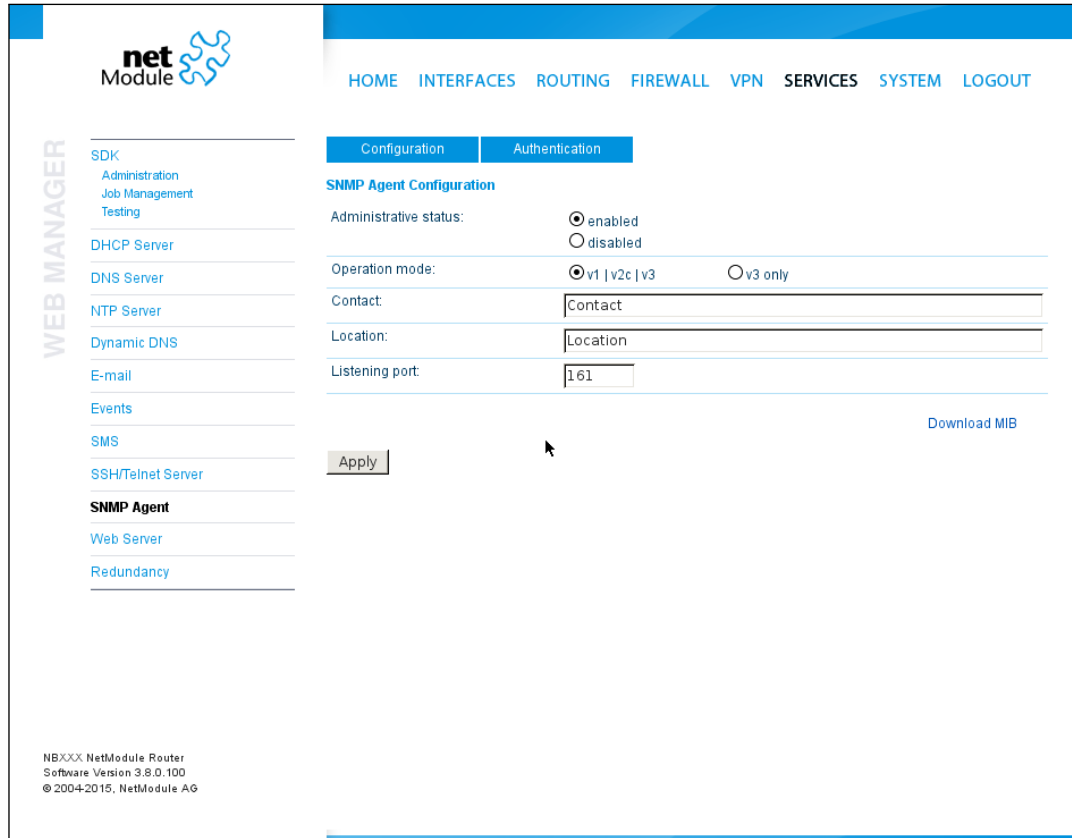 net
Module
HOME INTERFACES ROUTING FIREWALL VPN SERVICES SYSTEM LOGOUT
WEB MANAGER
SDK
Administration
Job Management
Testing
DHCP Server
DNS Server
NTP Server
Dynamic DNS
E-mail
Events
SMS
SSH/Telnet Server
SNMP Agent
Web Server
Redundancy
Configuration Authentication
SNMP Agent Configuration
Administrative status: enabled
disabled
Operation mode: v1 | v2c | v3 v3 only
Contact: Contact
Location: Location
Listening port: 161
Download MIB
Apply
NBXXX NetModule Router
Software Version 3.8.0.100
© 2004-2015, NetModule AG